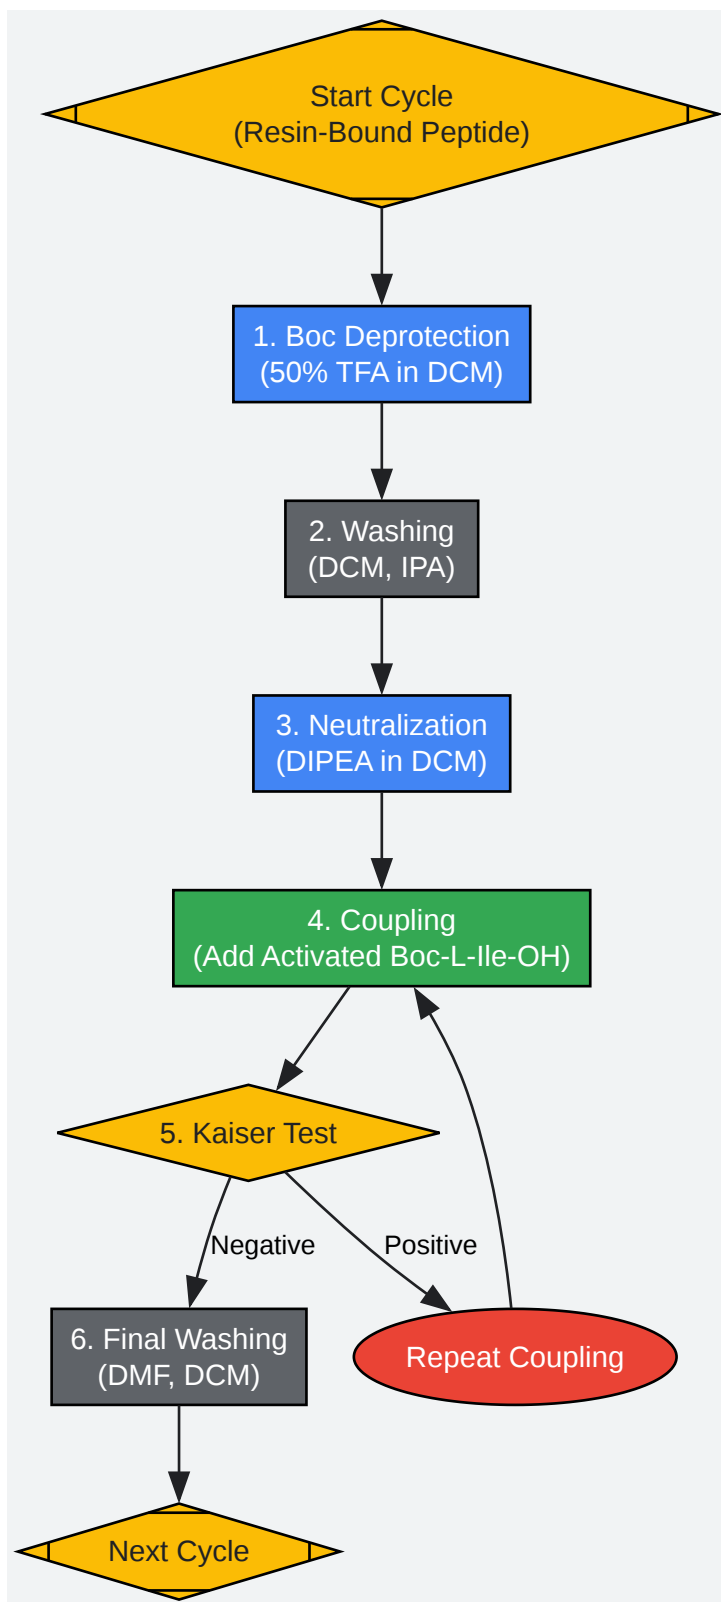 Start Cycle
(Resin-Bound Peptide)
1. Boc Deprotection
(50% TFA in DCM)
2. Washing
(DCM, IPA)
3. Neutralization
(DIPEA in DCM)
4. Coupling
(Add Activated Boc-L-Ile-OH)
5. Kaiser Test
Negative
Positive
6. Final Washing
(DMF, DCM)
Repeat Coupling
Next Cycle